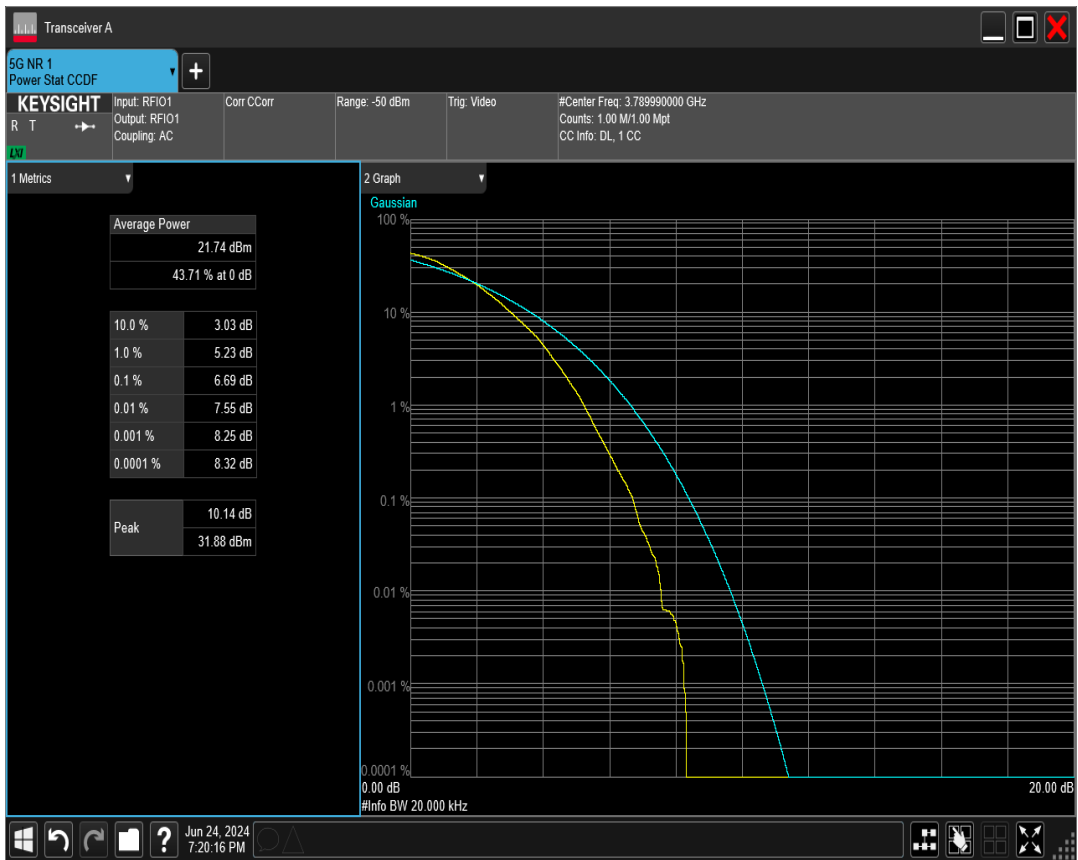 Transceiver A
5G NR 1
Power Stat CCDF
+
KEYSIGHT
R T
LXI
Input: RFIO1
Output: RFIO1
Coupling: AC
Corr CCorr
Range: -50 dBm
Trig: Video
#Center Freq: 3.789990000 GHz
Counts: 1.00 M/1.00 Mpt
CC Info: DL, 1 CC
1 Metrics
Average Power
21.74 dBm
43.71 % at 0 dB
10.0 % 3.03 dB
1.0 % 5.23 dB
0.1 % 6.69 dB
0.01 % 7.55 dB
0.001 % 8.25 dB
0.0001 % 8.32 dB
Peak
10.14 dB
31.88 dBm
2 Graph
Gaussian
100 %
10 %
1 %
0.1 %
0.01 %
0.001 %
0.0001 %
0.00 dB 20.00 dB
#Info BW 20.000 kHz
?
Jun 24, 2024
7:20:16 PM